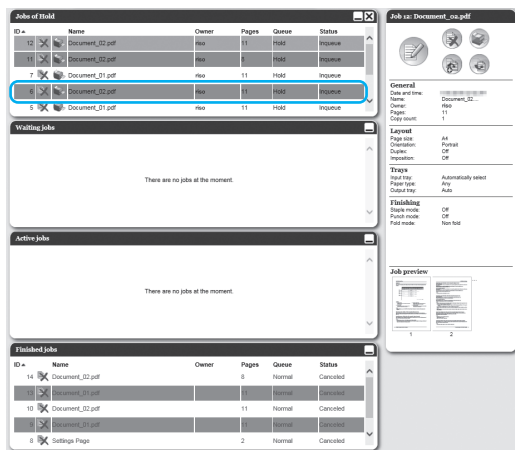 Jobs of Hold
ID Name Owner Pages Queue Status
12 Document_02.pdf riso 11 Hold Inqueue
11 Document_02.pdf riso 8 Hold Inqueue
7 Document_01.pdf riso 11 Hold Inqueue
6 Document_02.pdf riso 11 Hold Inqueue
5 Document_01.pdf riso 11 Hold Inqueue
Waiting jobs
There are no jobs at the moment.
Active jobs
There are no jobs at the moment.
Finished jobs
ID Name Owner Pages Queue Status
14 Document_02.pdf 8 Normal Canceled
13 Document_01.pdf 11 Normal Canceled
10 Document_02.pdf 11 Normal Canceled
9 Document_01.pdf 11 Normal Canceled
8 Settings Page 2 Normal Canceled
Job 12: Document_02.pdf
General
Date and time:
Name: Document_02....
Owner: riso
Pages: 11
Copy count: 1
Layout
Page size: A4
Orientation: Portrait
Duplex: Off
Imposition: Off
Trays
Input tray: Automatically select
Paper type: Any
Output tray: Auto
Finishing
Staple mode: Off
Punch mode: Off
Fold mode: Non fold
Job preview
1 2